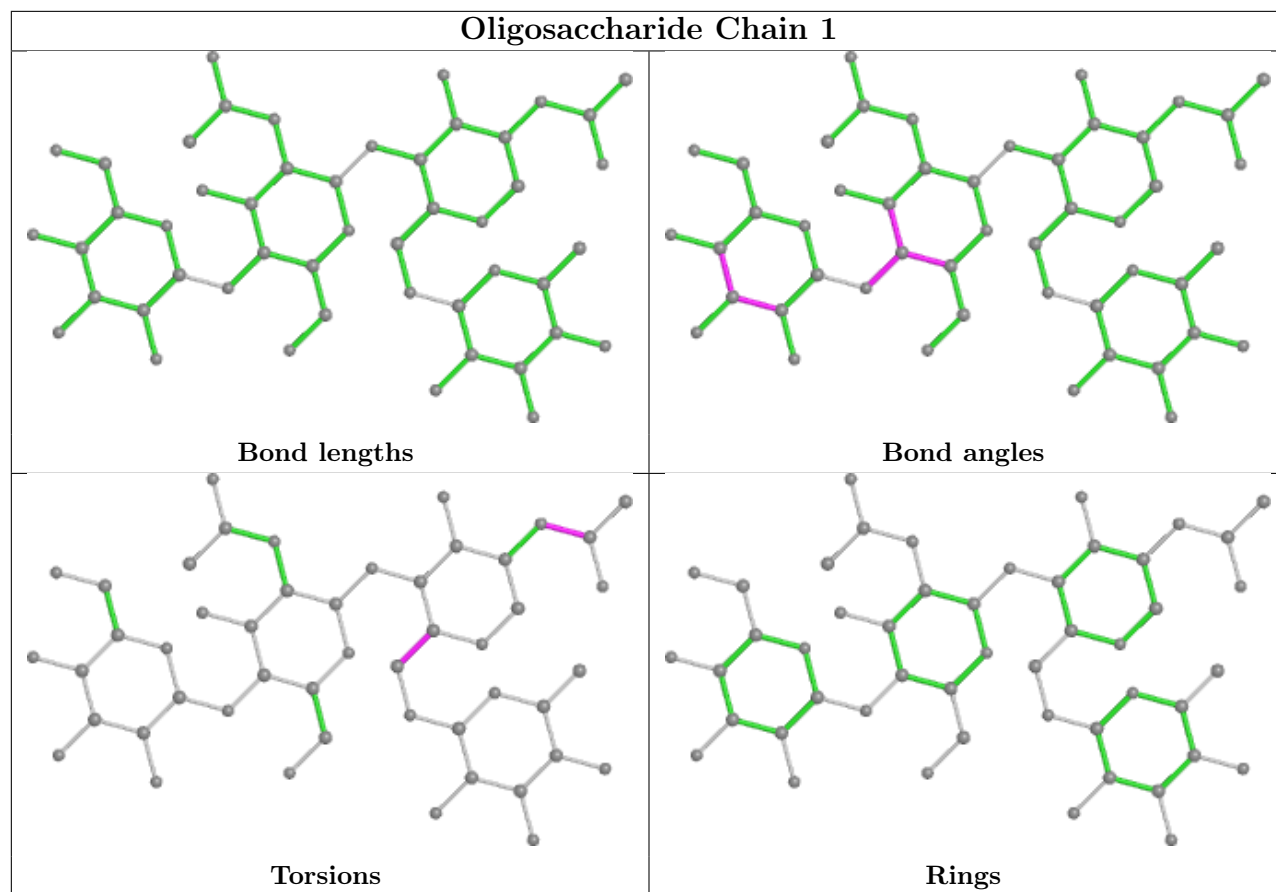 Oligosaccharide Chain 1
Bond lengths
Bond angles
Torsions
Rings